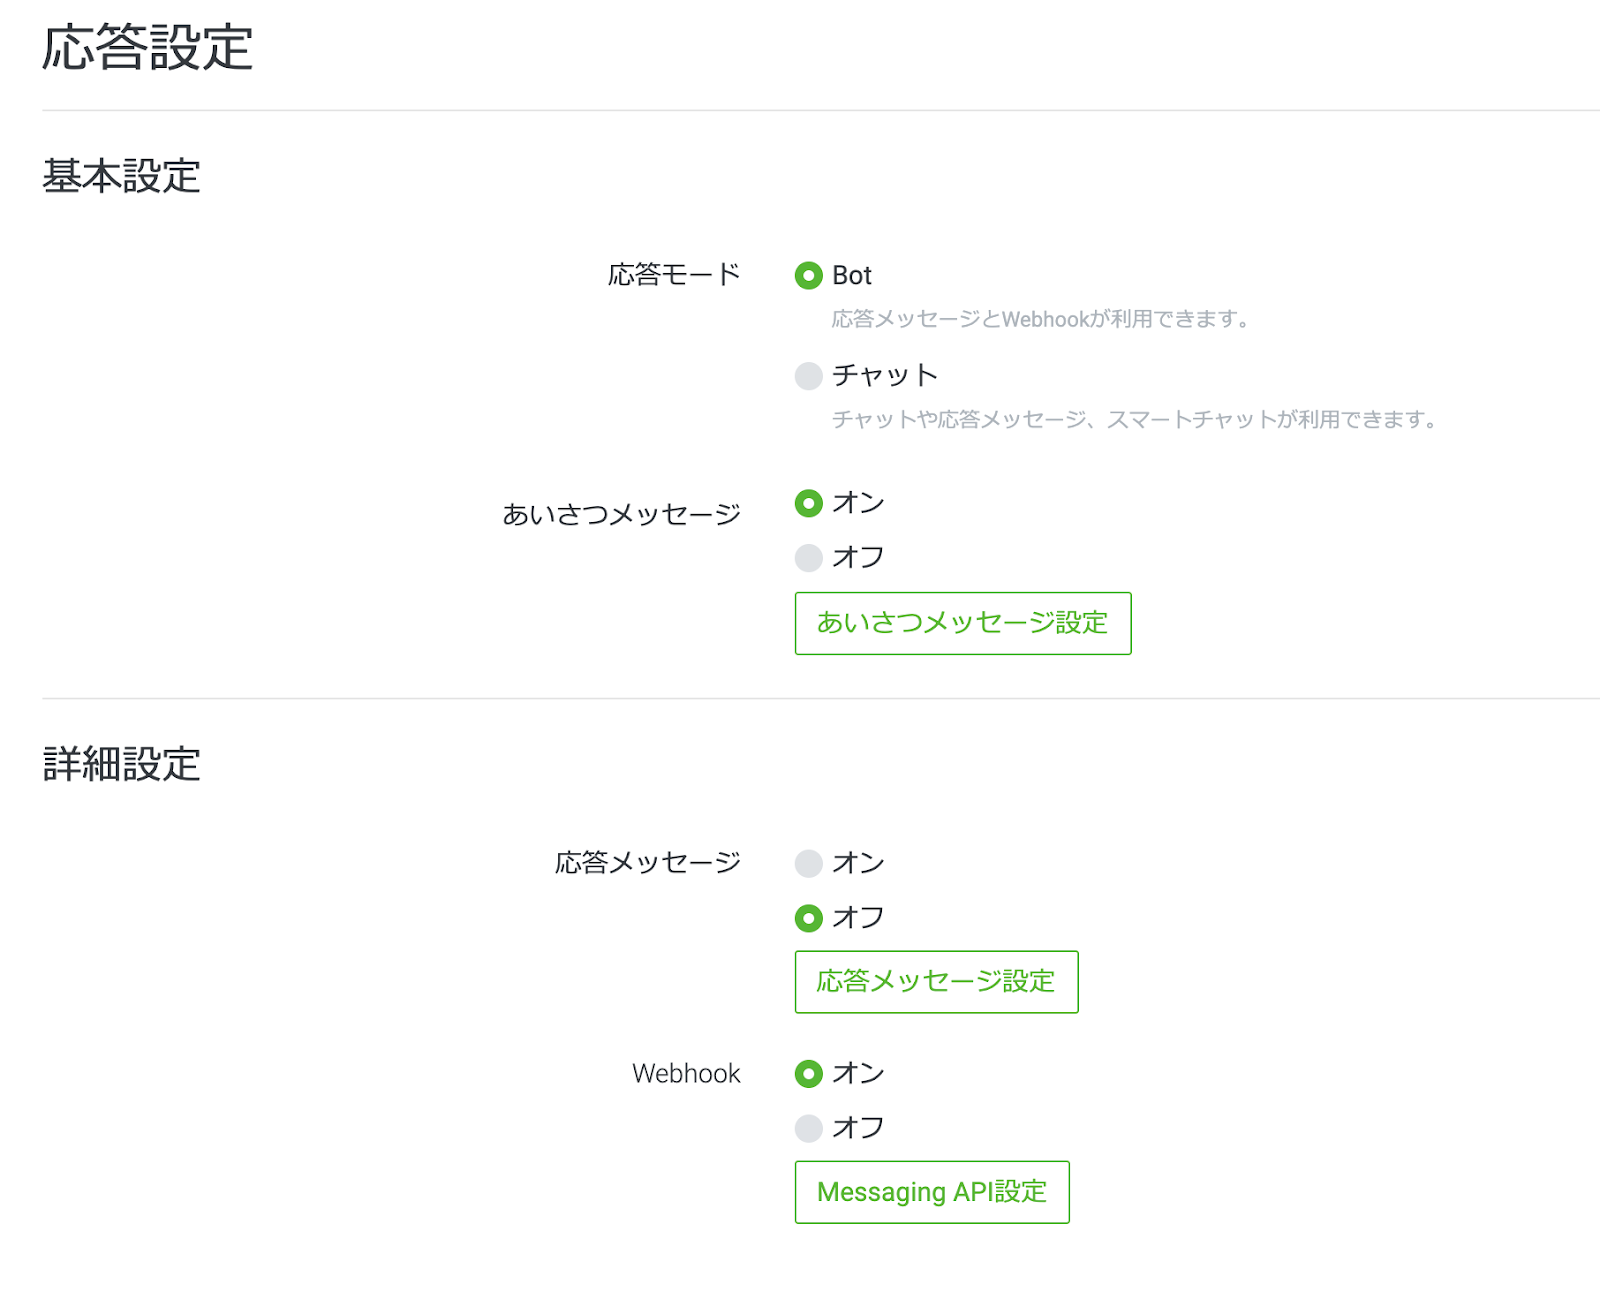 応答設定
基本設定
応答モード
Bot
応答メッセージとWebhookが利用できます。
チャット
チャットや応答メッセージ、スマートチャットが利用できます。
あいさつメッセージ
オン
オフ
あいさつメッセージ設定
詳細設定
応答メッセージ
オン
オフ
応答メッセージ設定
Webhook
オン
オフ
Messaging API設定